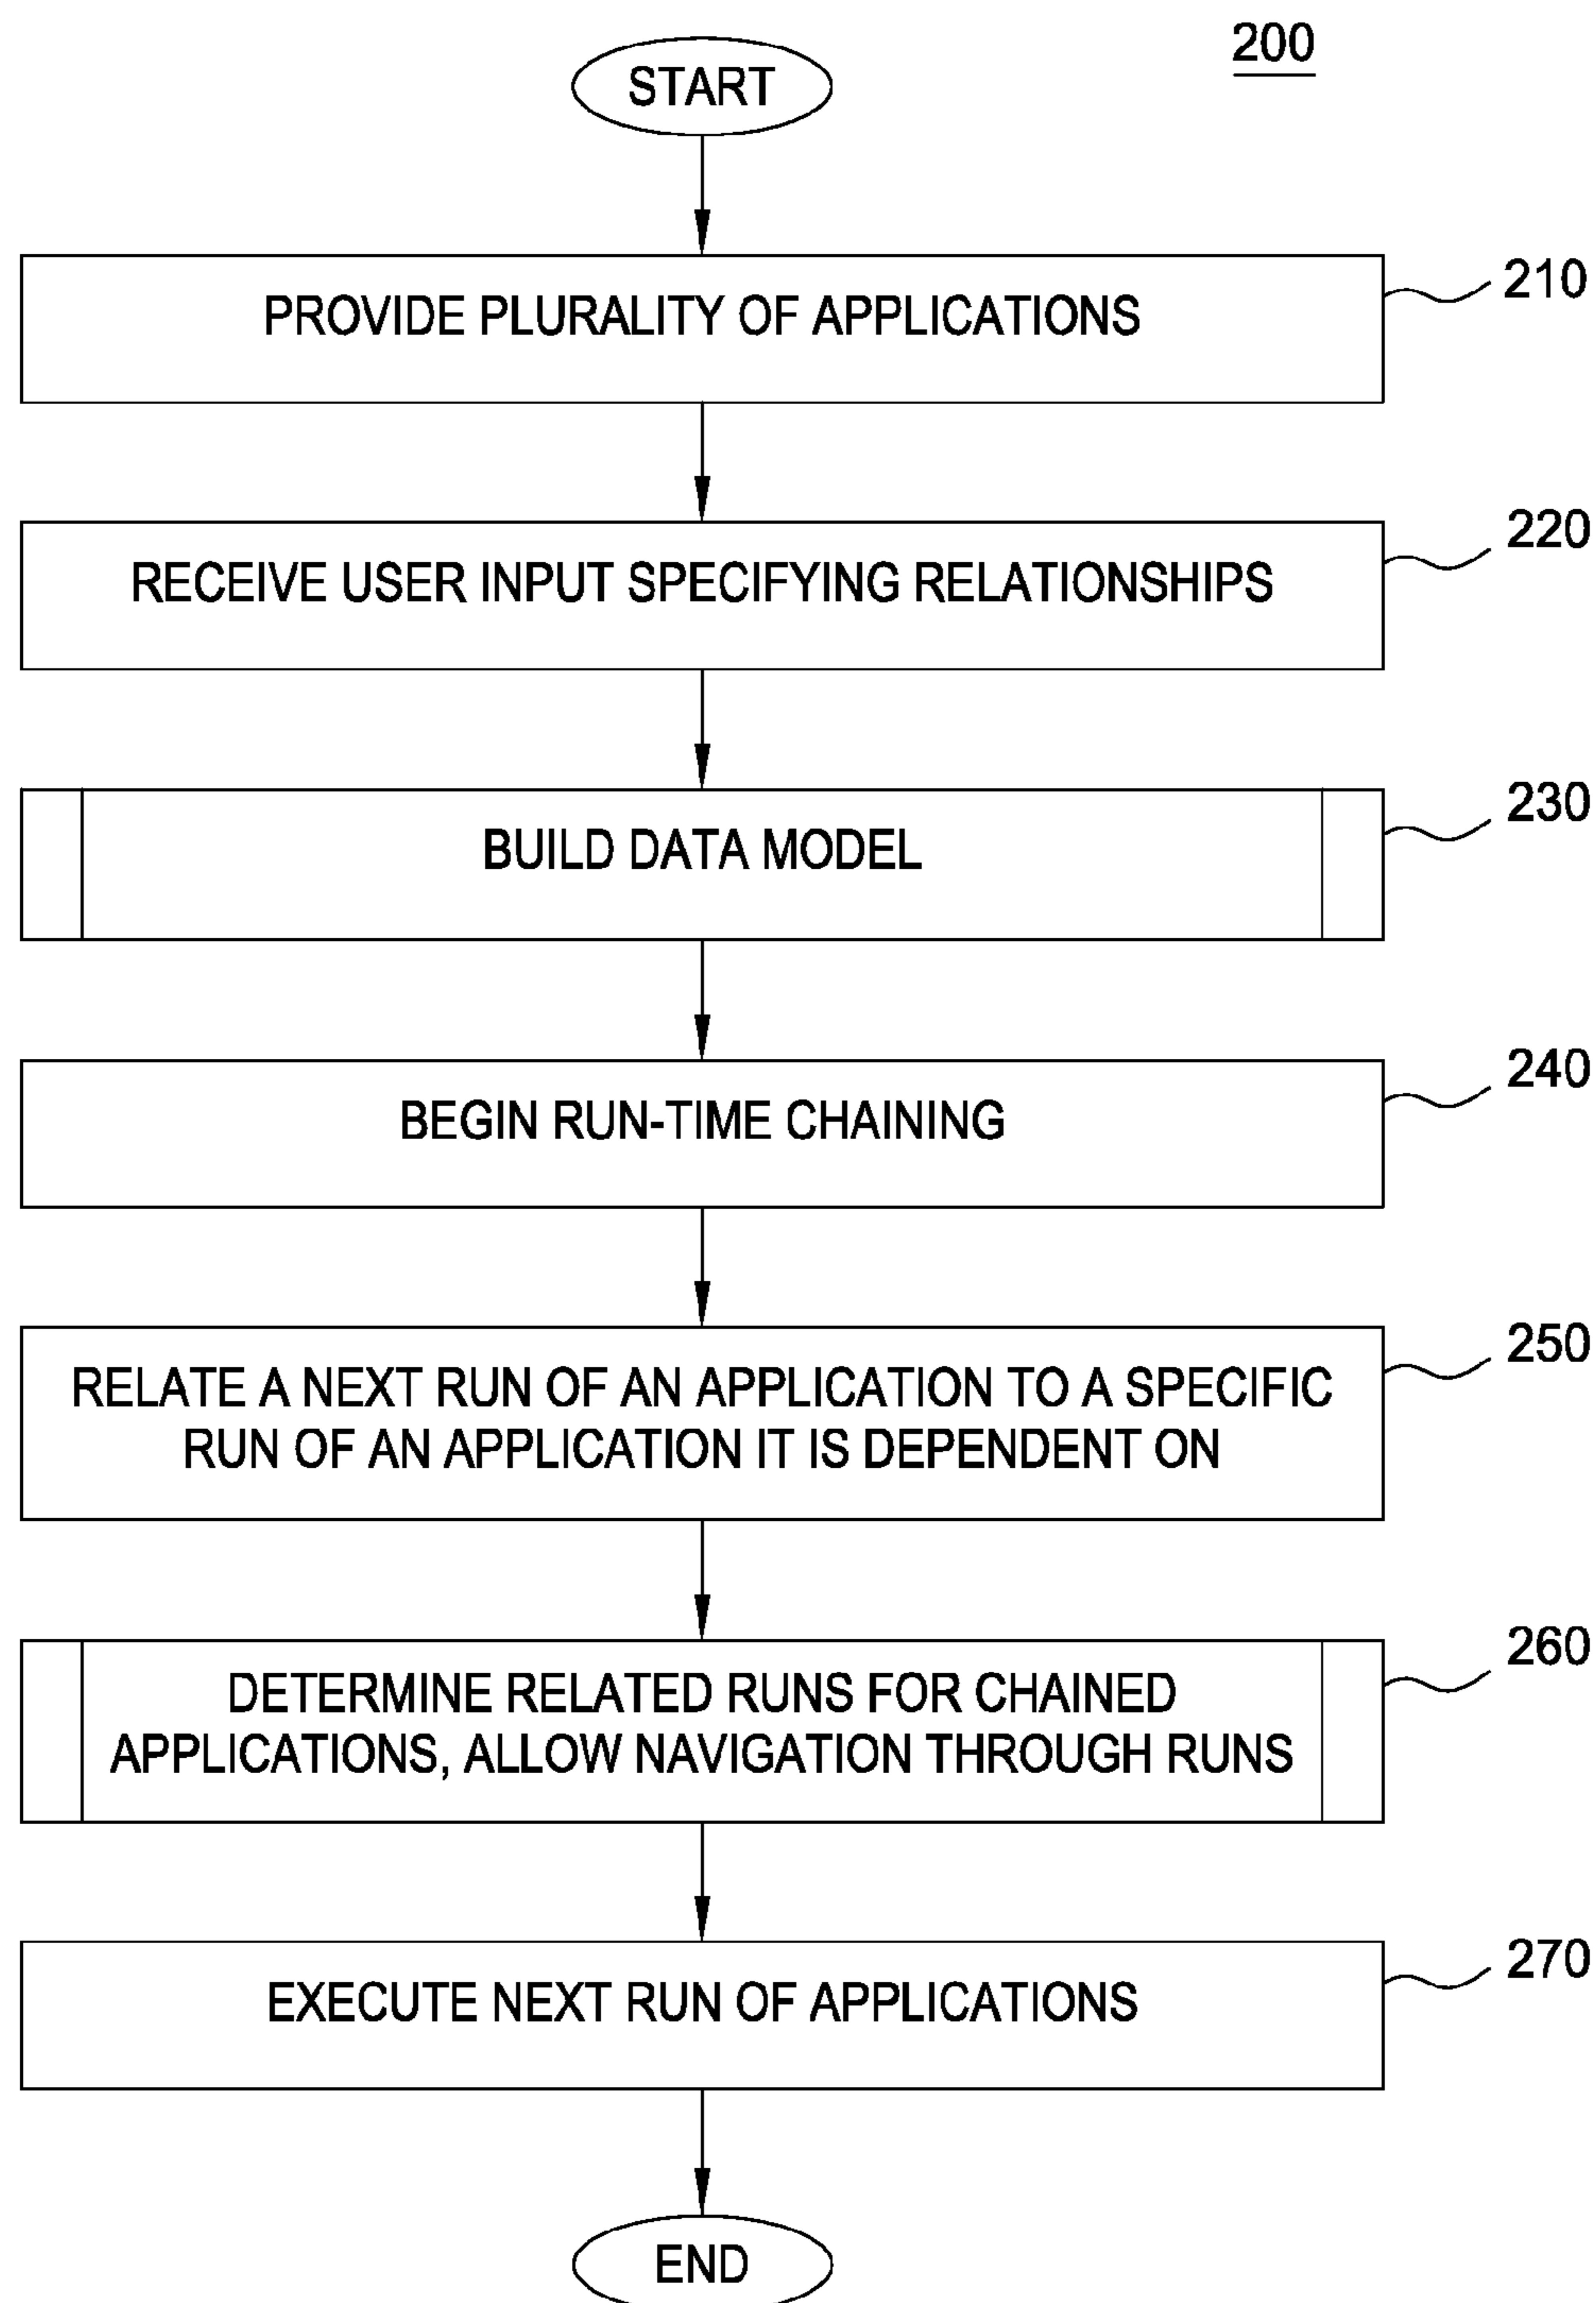 200
START
PROVIDE PLURALITY OF APPLICATIONS
210
RECEIVE USER INPUT SPECIFYING RELATIONSHIPS
220
BUILD DATA MODEL
230
BEGIN RUN-TIME CHAINING
240
RELATE A NEXT RUN OF AN APPLICATION TO A SPECIFIC
RUN OF AN APPLICATION IT IS DEPENDENT ON
250
DETERMINE RELATED RUNS FOR CHAINED
APPLICATIONS, ALLOW NAVIGATION THROUGH RUNS
260
EXECUTE NEXT RUN OF APPLICATIONS
270
END